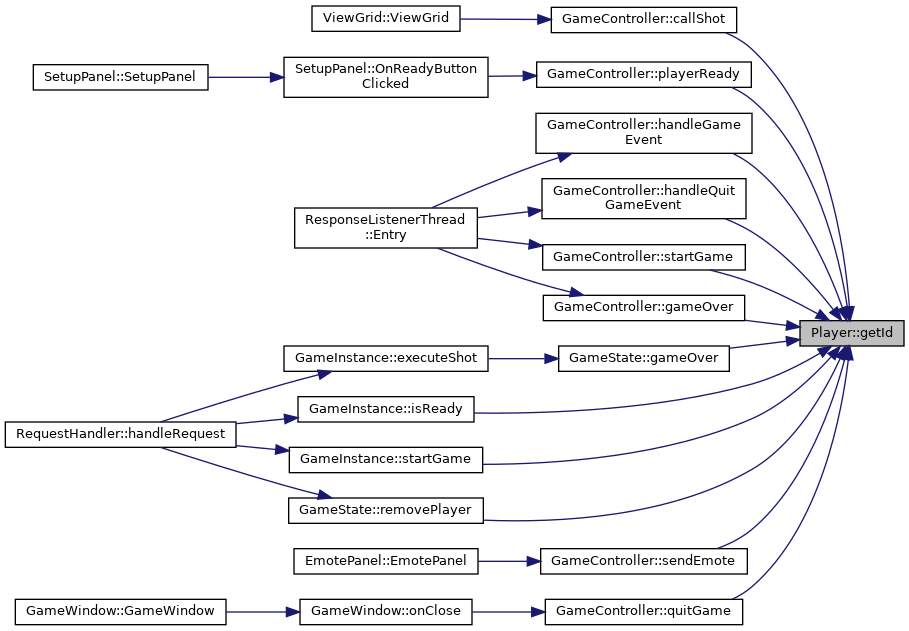 ViewGrid::ViewGrid
GameController::callShot
SetupPanel::SetupPanel
SetupPanel::OnReadyButton
Clicked
GameController::playerReady
GameController::handleGame
Event
ResponseListenerThread
::Entry
GameController::handleQuit
GameEvent
GameController::startGame
GameController::gameOver
Player::getId
GameInstance::executeShot
GameState::gameOver
RequestHandler::handleRequest
GameInstance::isReady
GameInstance::startGame
GameState::removePlayer
EmotePanel::EmotePanel
GameController::sendEmote
GameWindow::GameWindow
GameWindow::onClose
GameController::quitGame